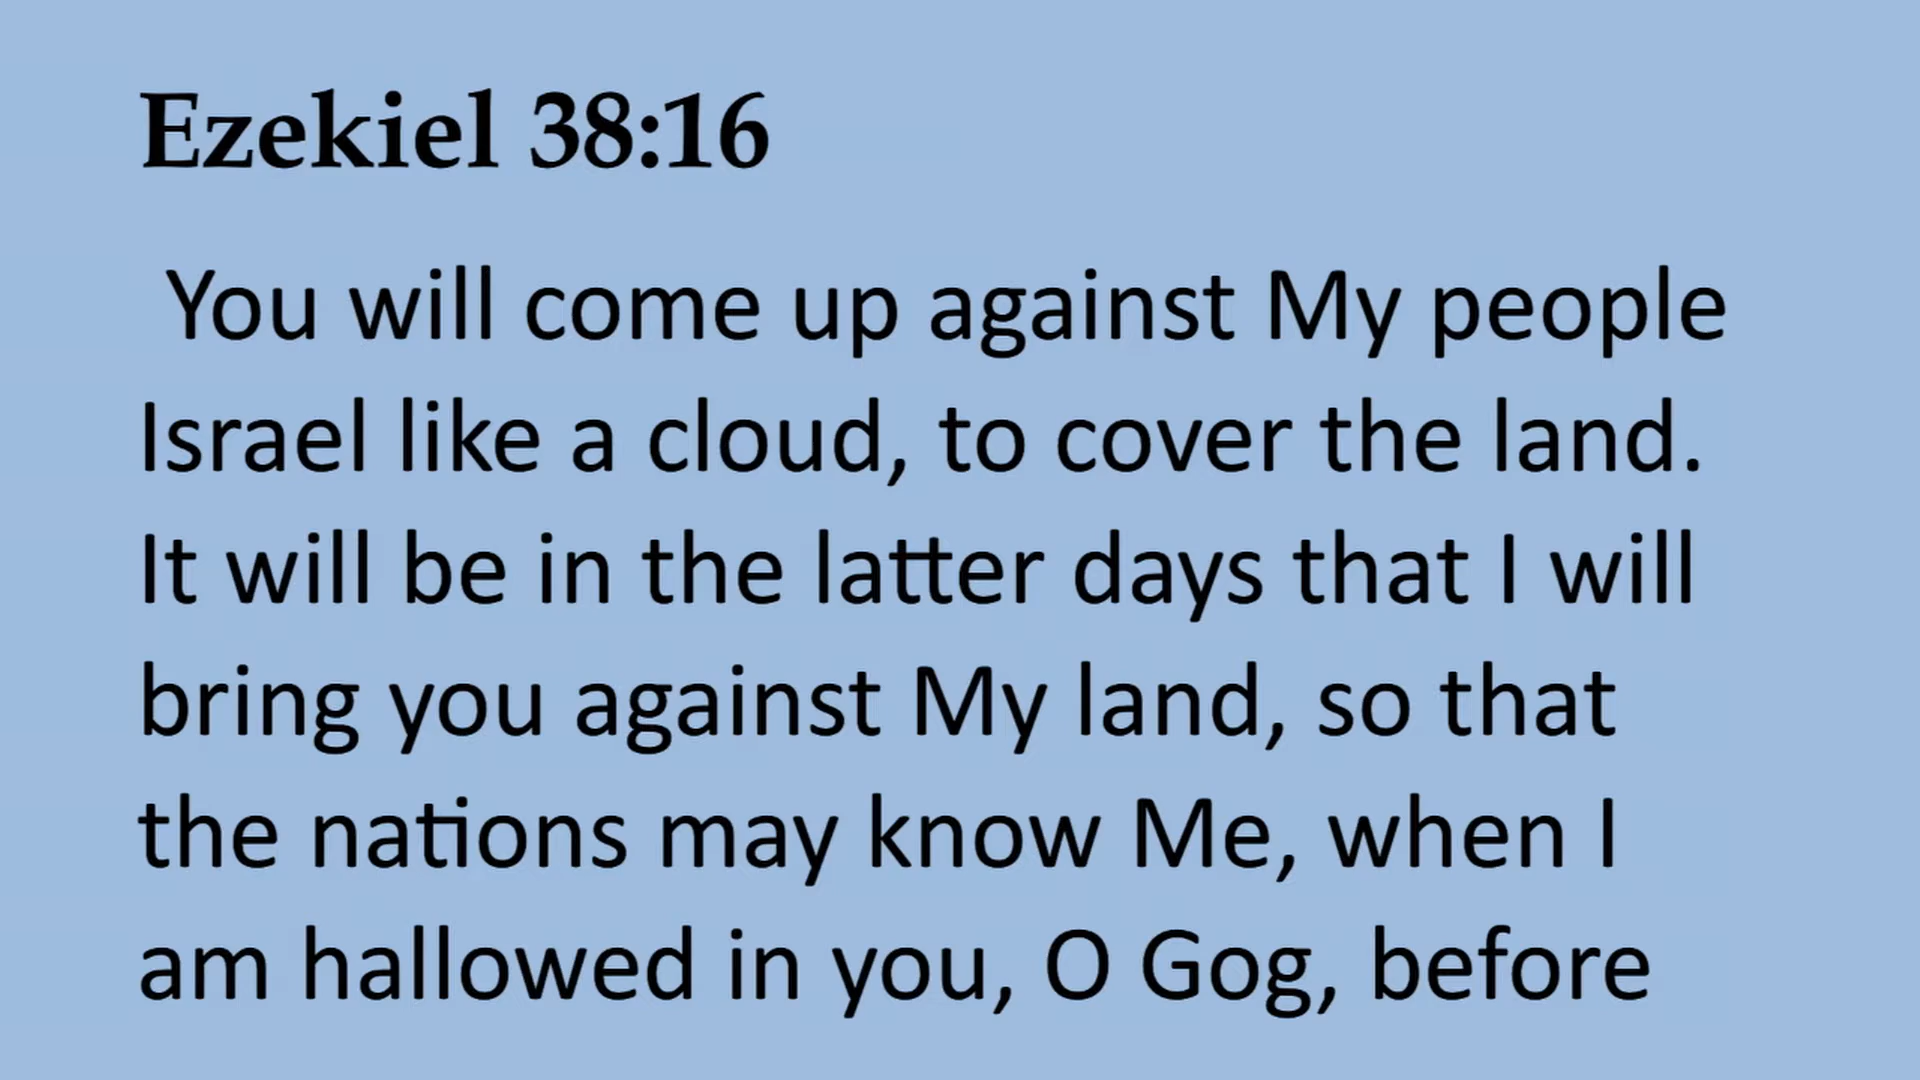 Ezekiel 38:16
You will come up against My people
Israel like a cloud, to cover the land.
It will be in the latter days that I will
bring you against My land, so that
the nations may know Me, when I
am hallowed in you, O Gog, before